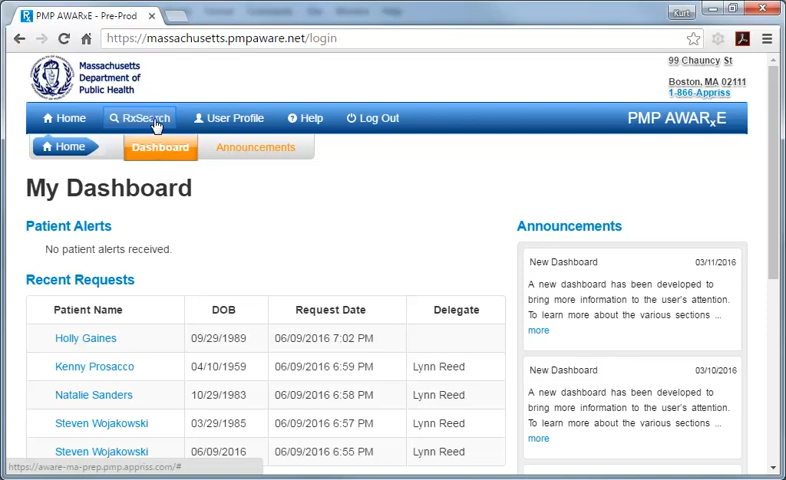 PMP AWARxE - Pre-Prod
Kurt
https://massachusetts.pmpaware.net/login
Massachusetts
Department of
Public Health
99 Chauncy St
Boston, MA 02111
1-866-Appriss
Home
RxSearch
User Profile
Help
Log Out
PMP AWARxE
Home
Dashboard
Announcements
My Dashboard
Patient Alerts
No patient alerts received.
Recent Requests
Patient Name DOB Request Date Delegate
Holly Gaines 09/29/1989 06/09/2016 7:02 PM
Kenny Prosacco 04/10/1959 06/09/2016 6:59 PM Lynn Reed
Natalie Sanders 10/29/1983 06/09/2016 6:58 PM Lynn Reed
Steven Wojakowski 03/29/1985 06/09/2016 6:57 PM Lynn Reed
Steven Wojakowski 06/09/2016 06/09/2016 6:55 PM Lynn Reed
Announcements
New Dashboard 03/11/2016
A new dashboard has been developed to
bring more information to the user's attention.
To learn more about the various sections ...
more
New Dashboard 03/10/2016
A new dashboard has been developed to
bring more information to the user's attention.
To learn more about the various sections ...
more
https://aware-ma-prep.pmp.appriss.com/#